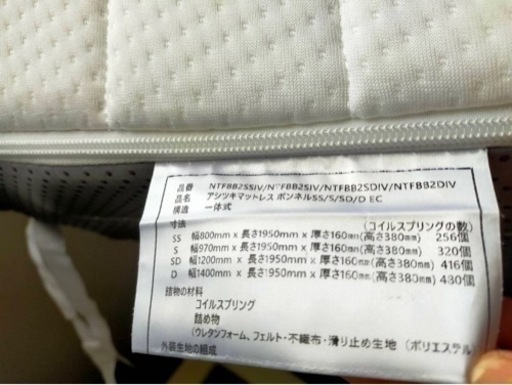 品番 NTFBB2SSIV/NTFBB2SIV/NTFBB2SDIV/NTFBB2DIV
品名 アシツキマットレス ボンネルSS/S/SD/D EC
構造 一体式
寸法 (コイルスプリングの数)
SS 幅800mm x 長さ1950mm x 厚さ160mm(高さ380mm) 256個
S 幅970mm x 長さ1950mm x 厚さ160mm(高さ380mm) 320個
SD 幅1200mm x 長さ1950mm x 厚さ160mm(高さ380mm) 416個
D 幅1400mm x 長さ1950mm x 厚さ160mm(高さ380mm) 480個
詰物の材料
コイルスプリング
詰め物
(ウレタンフォーム、フェルト・不織布・滑り止め生地 (ポリエステル
外装生地の組成